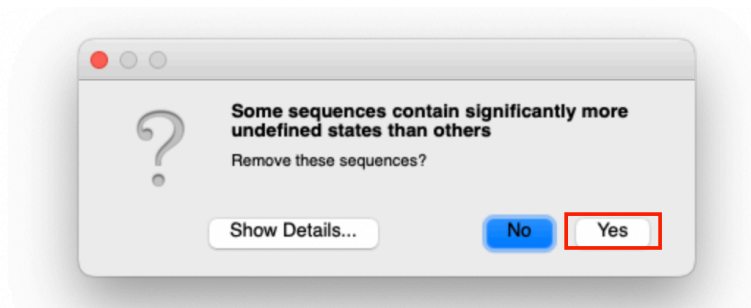 Some sequences contain significantly more
undefined states than others
Remove these sequences?
Show Details...
No
Yes